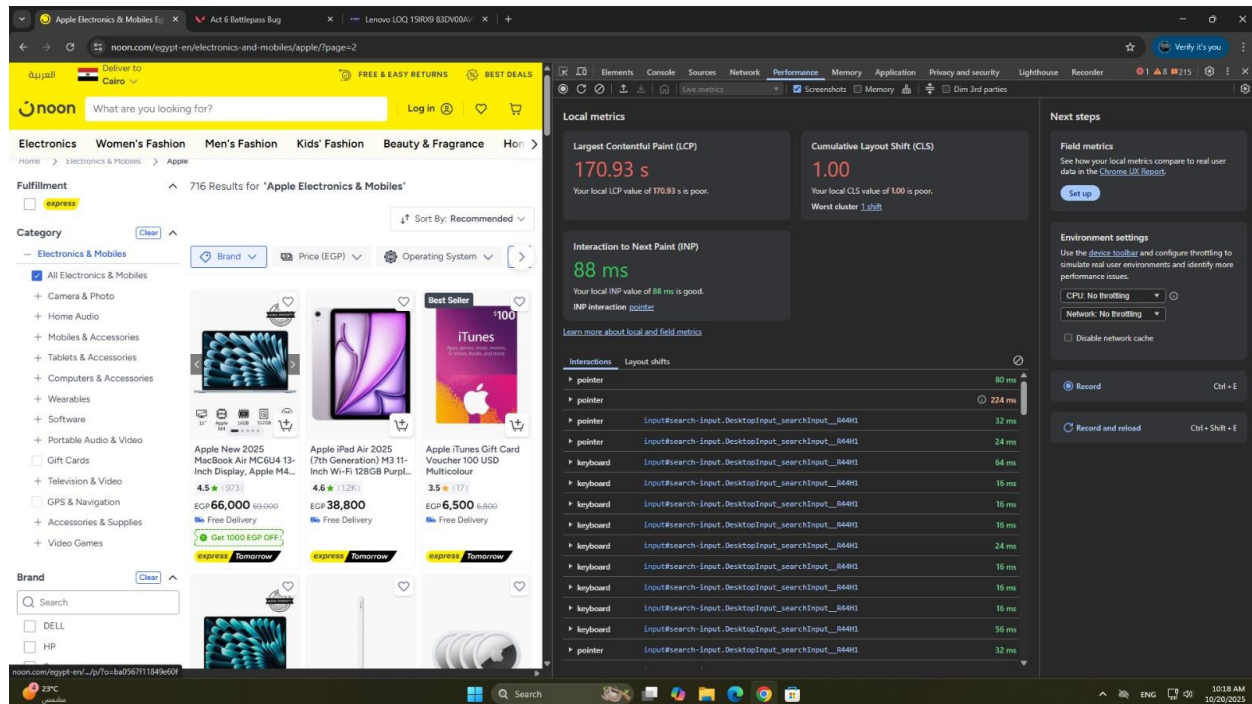 Apple Electronics & Mobiles Eg
Act 6 Battlepass Bug
Lenovo LOQ 15IRX9 83DV00AV
noon.com/egypt-en/electronics-and-mobiles/apple/?page=2
Verify it's you
العربية
Deliver to
Cairo
FREE & EASY RETURNS
BEST DEALS
noon
What are you looking for?
Log in
Electronics
Women's Fashion
Men's Fashion
Kids' Fashion
Beauty & Fragrance
Home > Electronics & Mobiles > Apple
Fulfillment
express
Category
Clear
Electronics & Mobiles
All Electronics & Mobiles
Camera & Photo
Home Audio
Mobiles & Accessories
Tablets & Accessories
Computers & Accessories
Wearables
Software
Portable Audio & Video
Gift Cards
Television & Video
GPS & Navigation
Accessories & Supplies
Video Games
Brand
Clear
Search
DELL
HP
noon.com/egypt-en/.../p/?o=ba0567f11849e60f
716 Results for "Apple Electronics & Mobiles"
Sort By: Recommended
Brand
Price (EGP)
Operating System
13"
Apple M4
16GB
512GB
Apple New 2025
MacBook Air MC6U4 13-
Inch Display, Apple M4...
4.5 ★ (973)
EGP 66,000 69,000
Free Delivery
Get 1000 EGP OFF
express Tomorrow
Apple iPad Air 2025
(7th Generation) M3 11-
Inch Wi-Fi 128GB Purpl...
4.6 ★ (1.2K)
EGP 38,800
Free Delivery
express Tomorrow
Best Seller
$100
iTunes
Apple iTunes Gift Card
Voucher 100 USD
Multicolour
3.5 ★ (17)
EGP 6,500 6,800
Free Delivery
express Tomorrow
Elements
Console
Sources
Network
Performance
Memory
Application
Privacy and security
Lighthouse
Recorder
1
8
215
Live metrics
Screenshots
Memory
Dim 3rd parties
Local metrics
Largest Contentful Paint (LCP)
170.93 s
Your local LCP value of 170.93 s is poor.
Cumulative Layout Shift (CLS)
1.00
Your local CLS value of 1.00 is poor.
Worst cluster 1 shift
Interaction to Next Paint (INP)
88 ms
Your local INP value of 88 ms is good.
INP interaction pointer
Learn more about local and field metrics
Interactions
Layout shifts
pointer 80 ms
pointer 224 ms
pointer input#search-input.DesktopInput_searchInput__R44H1 32 ms
pointer input#search-input.DesktopInput_searchInput__R44H1 24 ms
keyboard input#search-input.DesktopInput_searchInput__R44H1 64 ms
keyboard input#search-input.DesktopInput_searchInput__R44H1 16 ms
keyboard input#search-input.DesktopInput_searchInput__R44H1 16 ms
keyboard input#search-input.DesktopInput_searchInput__R44H1 16 ms
keyboard input#search-input.DesktopInput_searchInput__R44H1 24 ms
keyboard input#search-input.DesktopInput_searchInput__R44H1 16 ms
keyboard input#search-input.DesktopInput_searchInput__R44H1 16 ms
keyboard input#search-input.DesktopInput_searchInput__R44H1 16 ms
keyboard input#search-input.DesktopInput_searchInput__R44H1 56 ms
pointer input#search-input.DesktopInput_searchInput__R44H1 32 ms
Next steps
Field metrics
See how your local metrics compare to real user
data in the Chrome UX Report.
Set up
Environment settings
Use the device toolbar and configure throttling to
simulate real user environments and identify more
performance issues.
CPU: No throttling
Network: No throttling
Disable network cache
Record
Ctrl + E
Record and reload
Ctrl + Shift + E
4
23°C
مشمس
Search
ENG
10:18 AM
10/20/2025